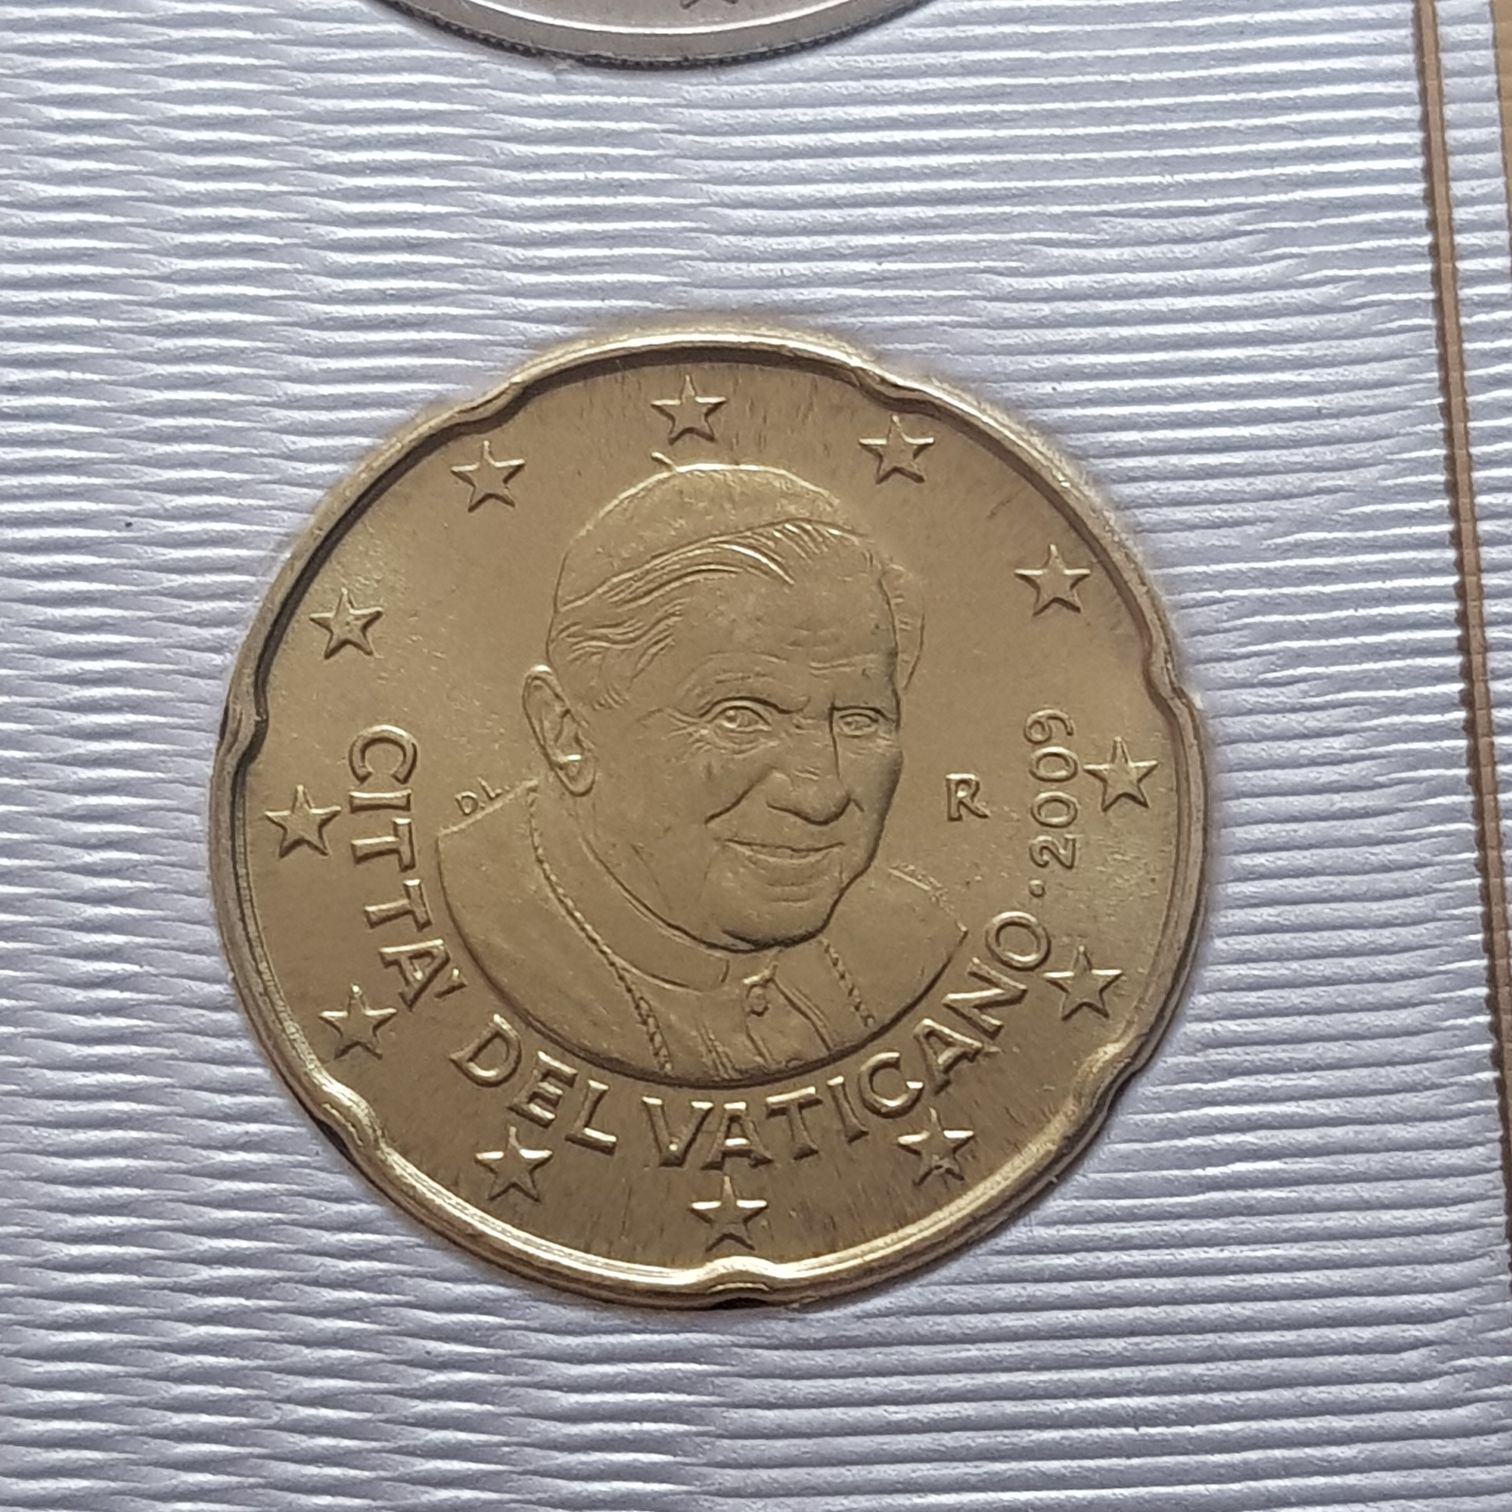 CITTA' DEL VATICANO • 2009
D.L.
R